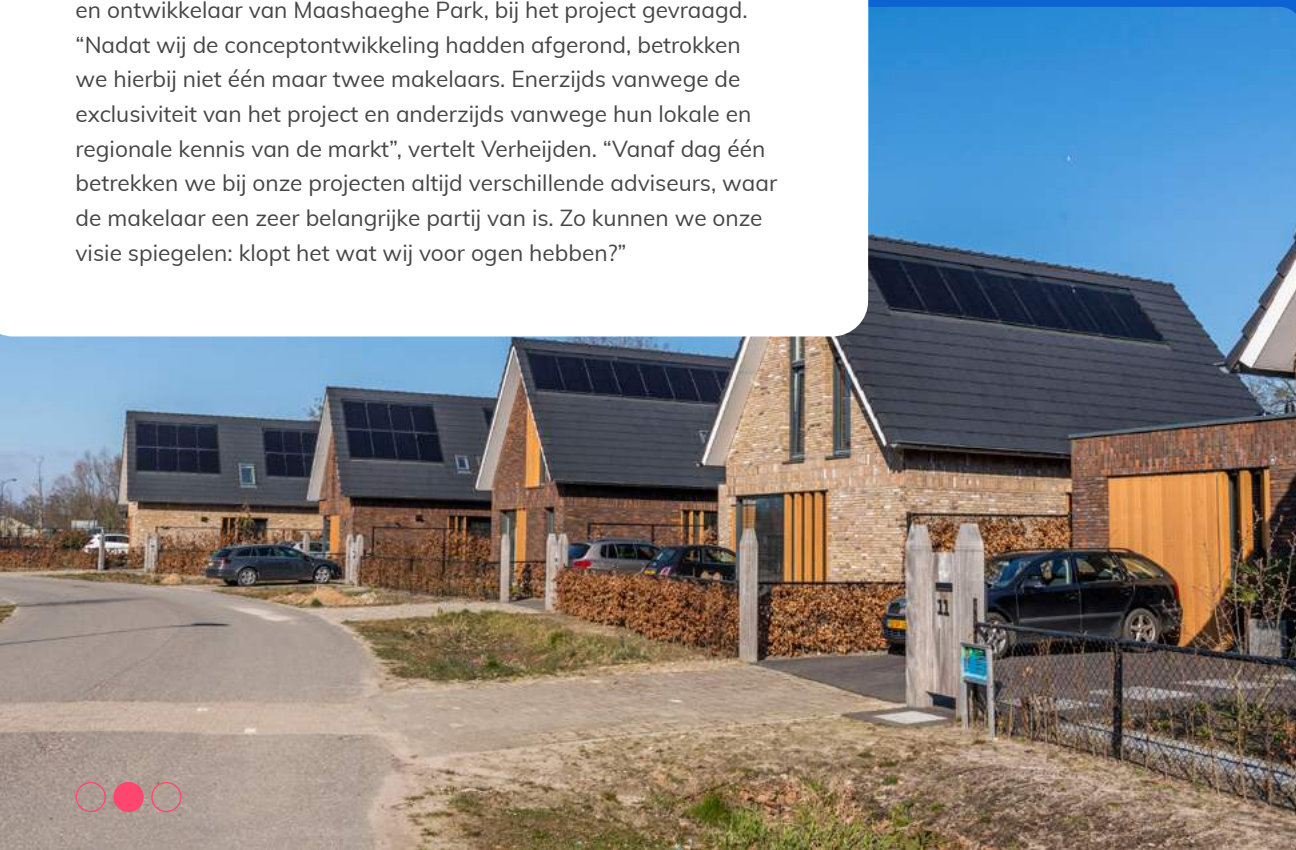 en ontwikkelaar van Maashaeghe Park, bij het project gevraagd.
“Nadat wij de conceptontwikkeling hadden afgerond, betrokken
we hierbij niet één maar twee makelaars. Enerzijds vanwege de
exclusiviteit van het project en anderzijds vanwege hun lokale en
regionale kennis van de markt”, vertelt Verheijden. “Vanaf dag één
betrekken we bij onze projecten altijd verschillende adviseurs, waar
de makelaar een zeer belangrijke partij van is. Zo kunnen we onze
visie spiegelen: klopt het wat wij voor ogen hebben?”
11